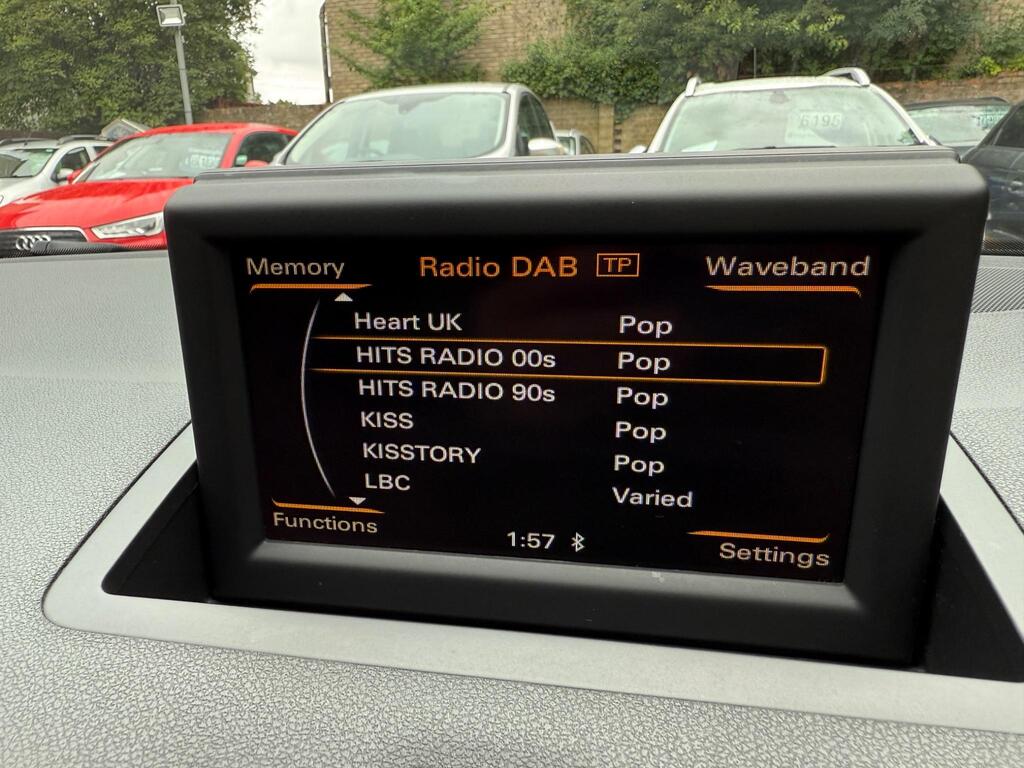 6195
Memory Radio DAB TP Waveband
Heart UK Pop
HITS RADIO 00s Pop
HITS RADIO 90s Pop
KISS Pop
KISSTORY Pop
LBC Varied
Functions 1:57 Settings